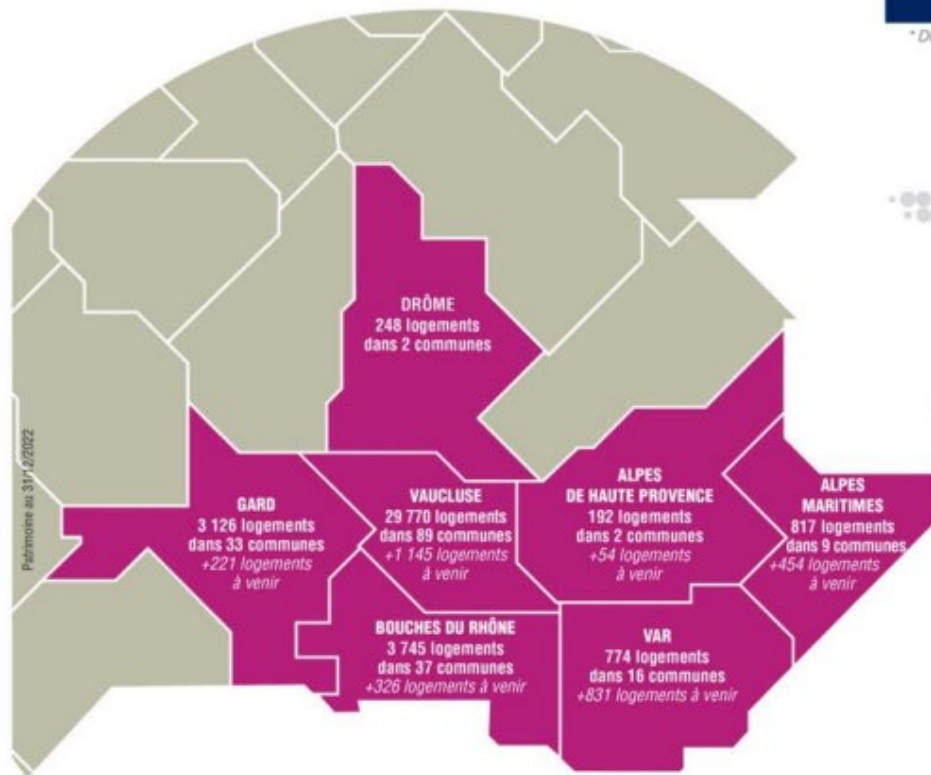 * D
DRÔME
248 logements
dans 2 communes
Patrimoine au 31/12/2022
GARD
3 126 logements
dans 33 communes
+221 logements
à venir
VAUCLUSE
29 770 logements
dans 89 communes
+1 145 logements
à venir
ALPES
DE HAUTE PROVENCE
192 logements
dans 2 communes
+54 logements
à venir
ALPES
MARITIMES
817 logements
dans 9 communes
+454 logements
à venir
BOUCHES DU RHÔNE
3 745 logements
dans 37 communes
+326 logements à venir
VAR
774 logements
dans 16 communes
+831 logements à venir